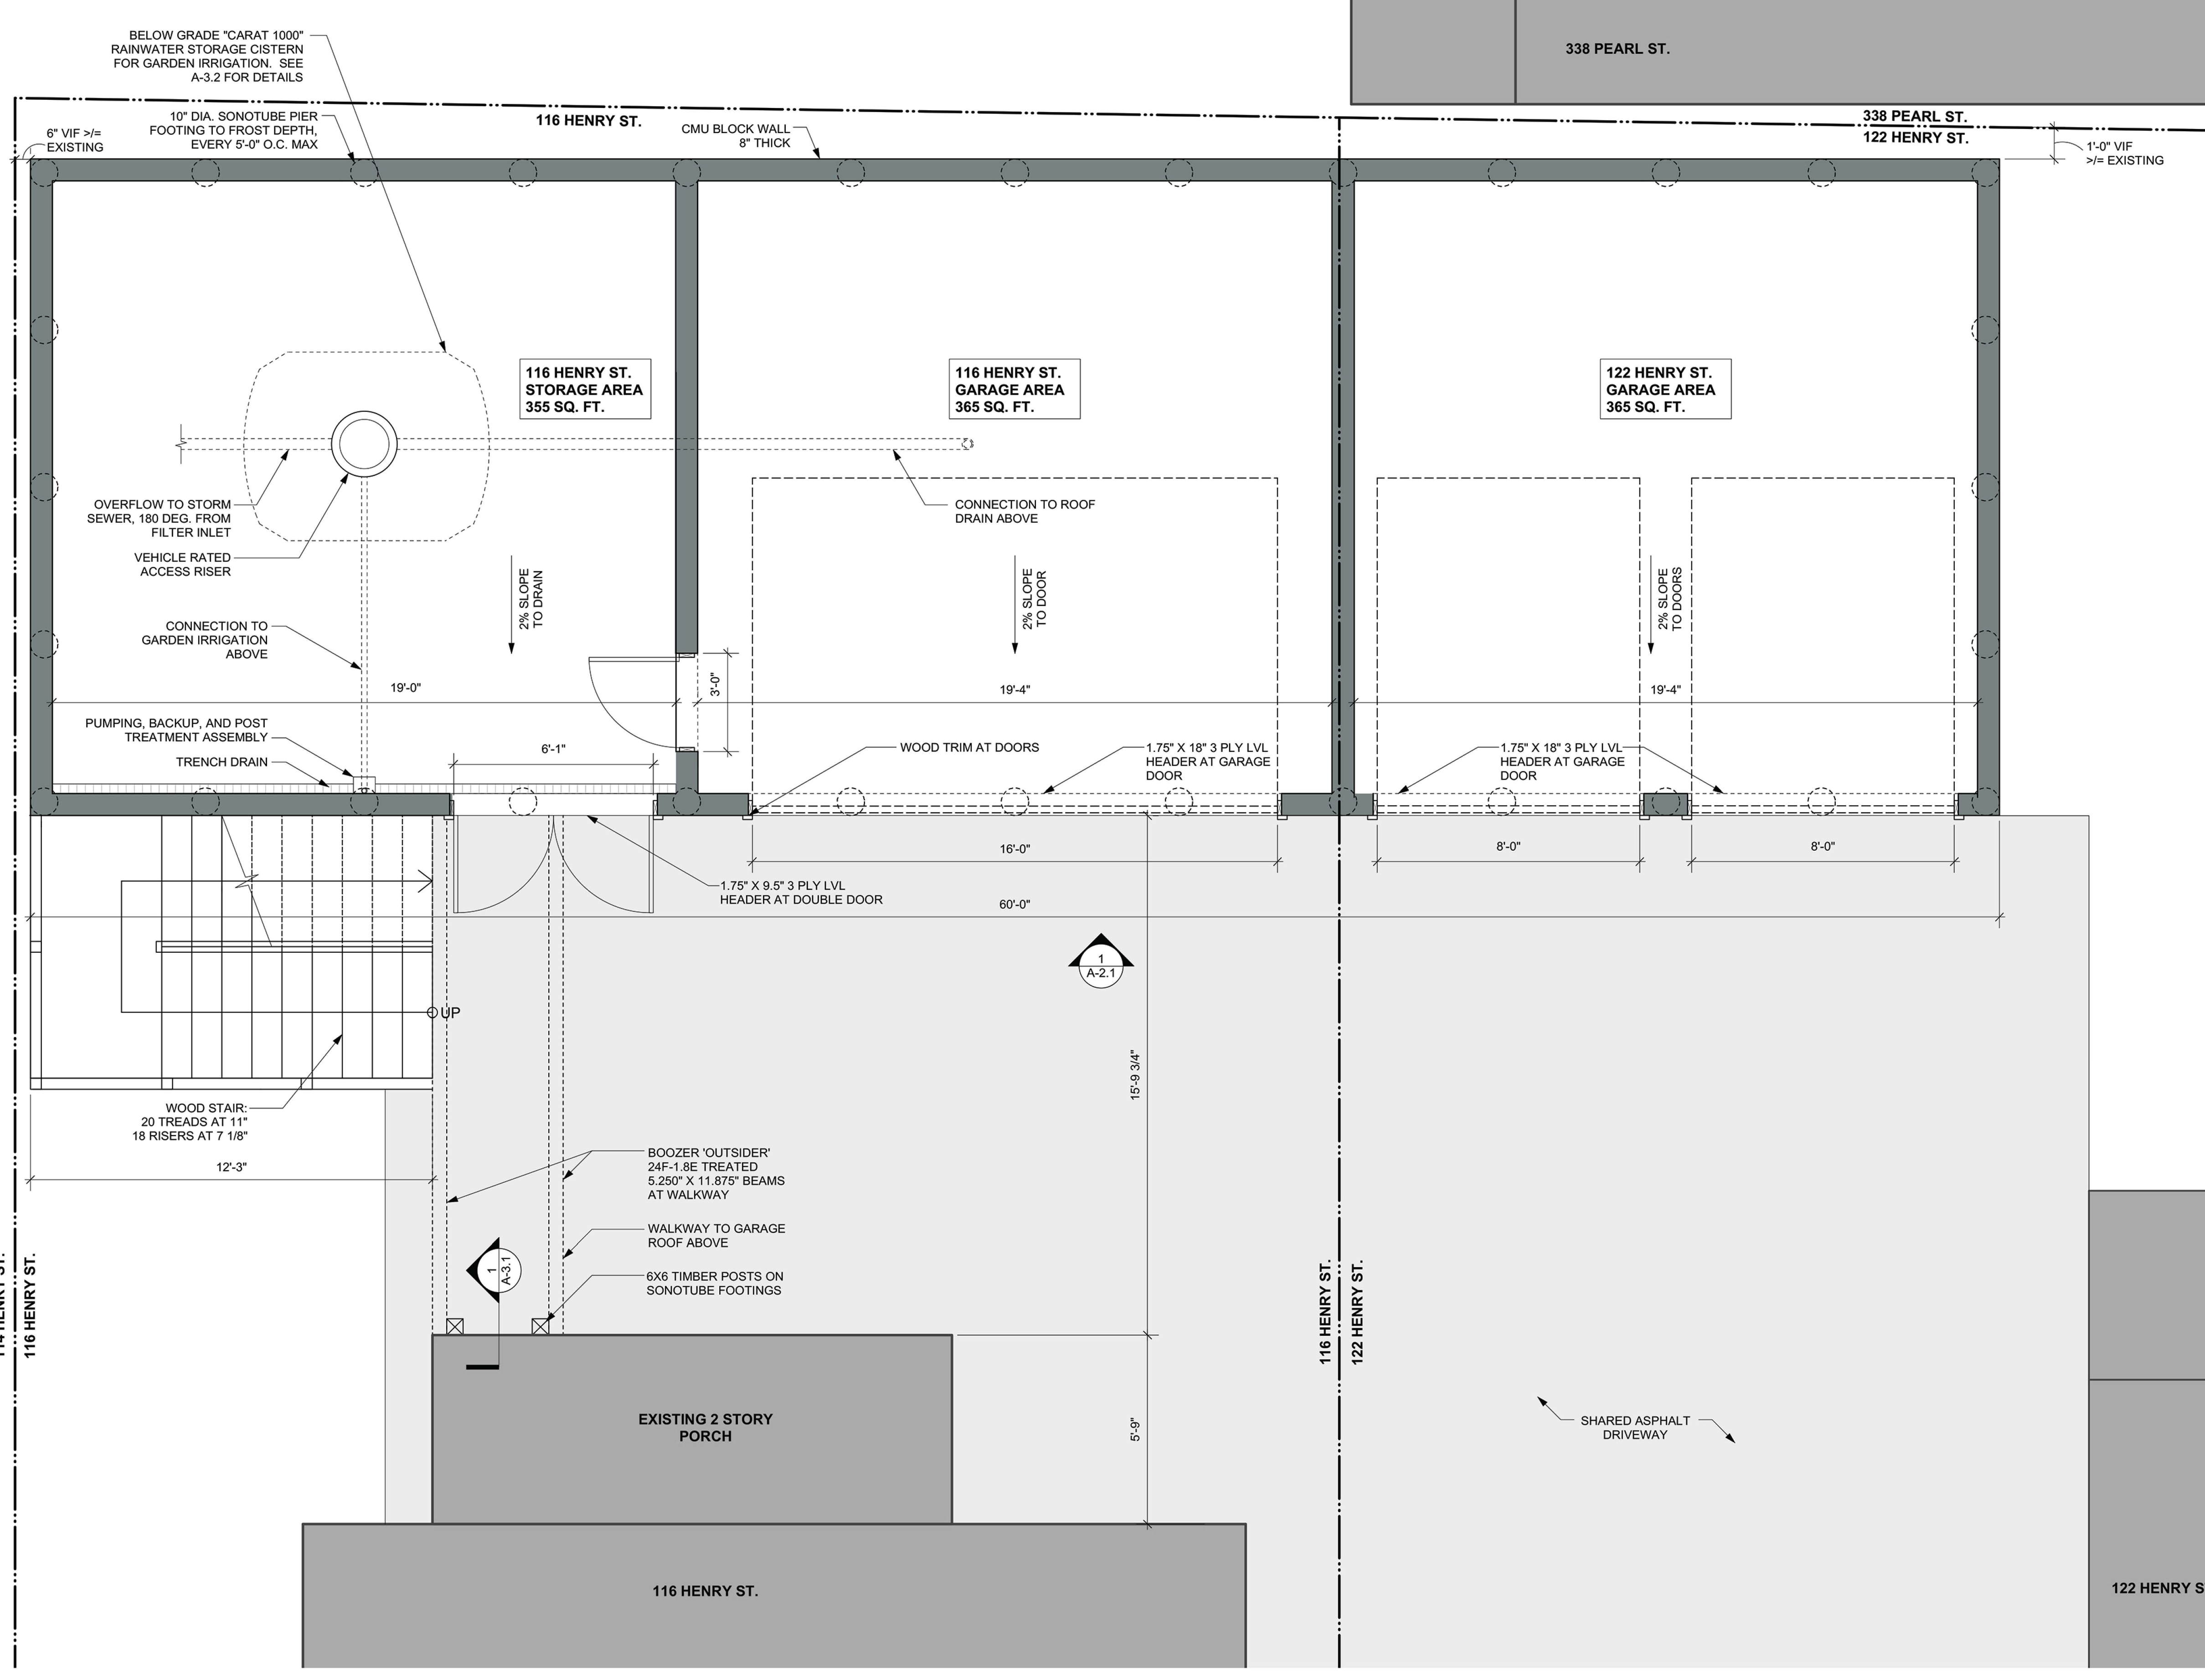 BELOW GRADE "CARAT 1000"
RAINWATER STORAGE CISTERN
FOR GARDEN IRRIGATION. SEE
A-3.2 FOR DETAILS
338 PEARL ST.
6" VIF >/=
EXISTING
10" DIA. SONOTUBE PIER
FOOTING TO FROST DEPTH,
EVERY 5'-0" O.C. MAX
116 HENRY ST.
CMU BLOCK WALL
8" THICK
338 PEARL ST.
122 HENRY ST.
1'-0" VIF
>/= EXISTING
116 HENRY ST.
STORAGE AREA
355 SQ. FT.
116 HENRY ST.
GARAGE AREA
365 SQ. FT.
122 HENRY ST.
GARAGE AREA
365 SQ. FT.
OVERFLOW TO STORM
SEWER, 180 DEG. FROM
FILTER INLET
CONNECTION TO ROOF
DRAIN ABOVE
VEHICLE RATED
ACCESS RISER
2% SLOPE
TO DRAIN
2% SLOPE
TO DOOR
2% SLOPE
TO DOORS
CONNECTION TO
GARDEN IRRIGATION
ABOVE
19'-0"
3'-0"
19'-4"
19'-4"
PUMPING, BACKUP, AND POST
TREATMENT ASSEMBLY
TRENCH DRAIN
6'-1"
WOOD TRIM AT DOORS
1.75" X 18" 3 PLY LVL
HEADER AT GARAGE
DOOR
1.75" X 18" 3 PLY LVL
HEADER AT GARAGE
DOOR
16'-0"
8'-0"
8'-0"
1.75" X 9.5" 3 PLY LVL
HEADER AT DOUBLE DOOR
60'-0"
1
A-2.1
UP
15'-9 3/4"
WOOD STAIR:
20 TREADS AT 11"
18 RISERS AT 7 1/8"
12'-3"
BOOZER 'OUTSIDER'
24F-1.8E TREATED
5.250" X 11.875" BEAMS
AT WALKWAY
WALKWAY TO GARAGE
ROOF ABOVE
1
A-3.1
6X6 TIMBER POSTS ON
SONOTUBE FOOTINGS
114 HENRY ST.
116 HENRY ST.
116 HENRY ST.
122 HENRY ST.
EXISTING 2 STORY
PORCH
5'-9"
SHARED ASPHALT
DRIVEWAY
116 HENRY ST.
122 HENRY S